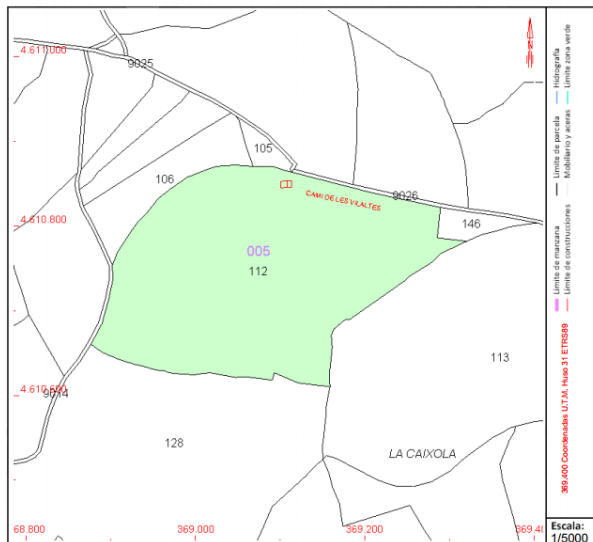 4.611.000
9025
105
106
CAMI DE LES VILALTES
9026
4.610.800
146
005
112
113
4.610.600
9014
128
LA CAIXOLA
68.800
369.000
369.200
369.40
Límite de manzana
Límite de parcela
Hidrografía
Límite de construcciones
Mobiliario y aceras
Límite zona verde
369.400 Coordenadas U.T.M. Huso 31 ETRS89
Escala:
1/5000